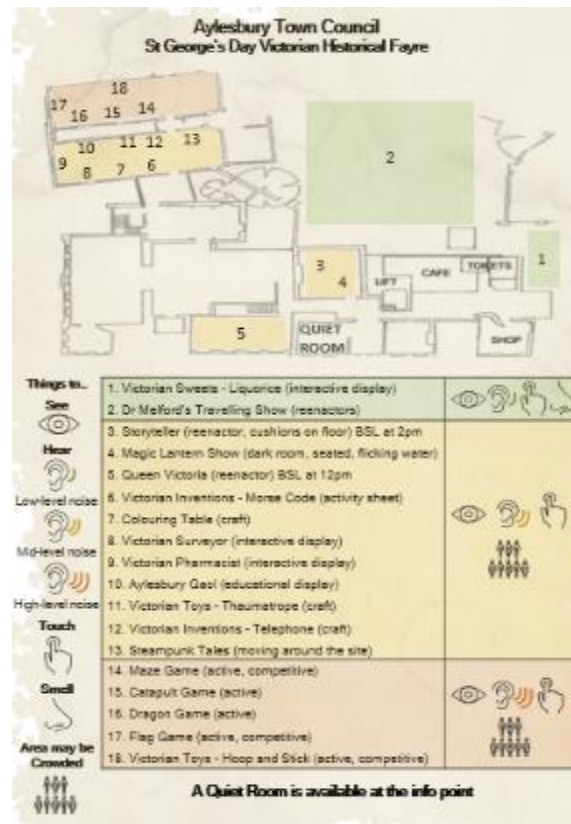 Aylesbury Town Council
St George's Day Victorian Historical Fayre
18
17
16
15
14
13
12
11
10
9
8
7
6
2
1
3
4
5
LIFT
CAFE
TOILETS
QUIET
ROOM
SHOP
Things to..
See
Hear
Low-level noise
Mid-level noise
High-level noise
Touch
Smell
Area may be
Crowded
1. Victorian Sweets - Liquorice (interactive display)
2. Dr Melford's Travelling Show (reenactors)
3. Storyteller (reenactor, cushions on floor) BSL at 2pm
4. Magic Lantern Show (dark room, seated, flicking water)
5. Queen Victoria (reenactor) BSL at 12pm
6. Victorian Inventions - Morse Code (activity sheet)
7. Colouring Table (craft)
8. Victorian Surveyor (interactive display)
9. Victorian Pharmacist (interactive display)
10. Aylesbury Gaol (educational display)
11. Victorian Toys - Thaumatrope (craft)
12. Victorian Inventions - Telephone (craft)
13. Steampunk Tales (moving around the site)
14. Maze Game (active, competitive)
15. Catapult Game (active)
16. Dragon Game (active)
17. Flag Game (active, competitive)
18. Victorian Toys - Hoop and Stick (active, competitive)
A Quiet Room is available at the info point